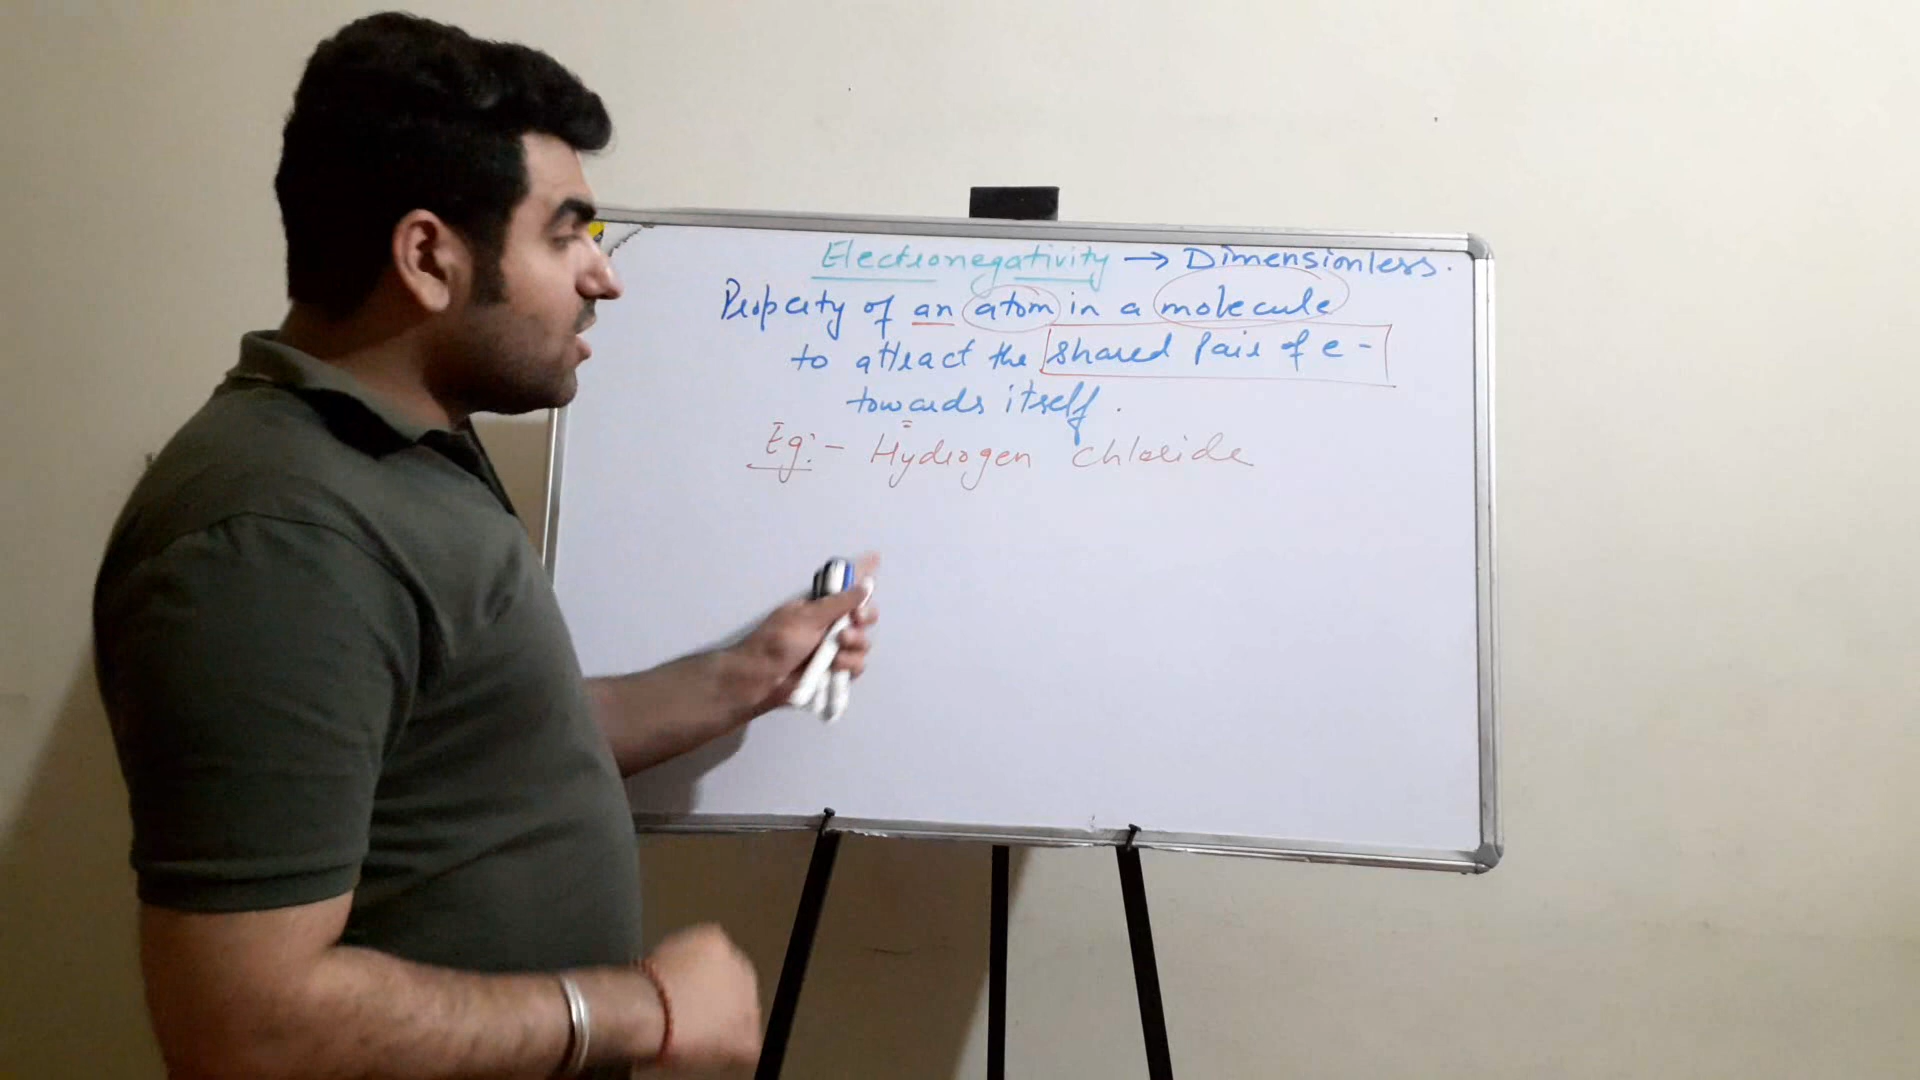 Electronegativity → Dimensionless.
Property of an atom in a molecule
to attract the shared pair of e-
towards itself.
Eg:- Hydrogen chloride